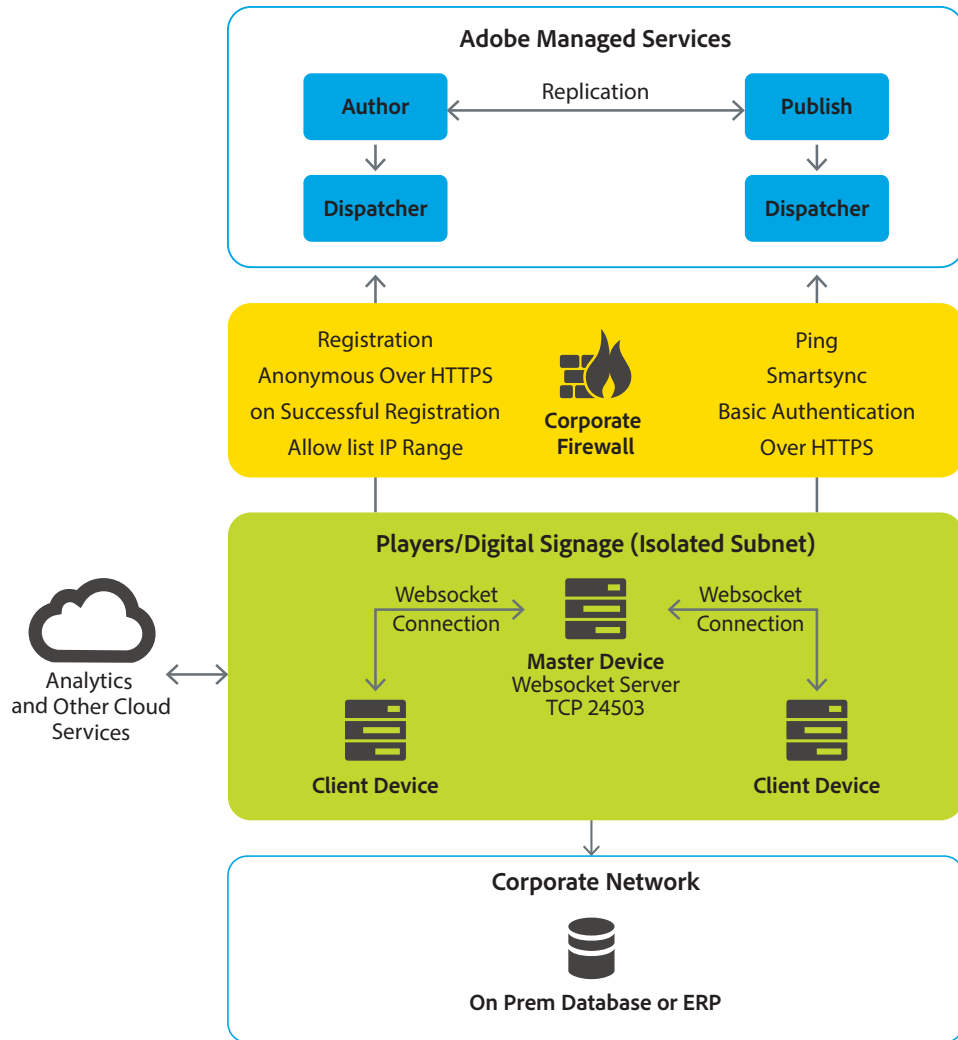 Adobe Managed Services
Author
Replication
Publish
Dispatcher
Dispatcher
Registration
Anonymous Over HTTPS
on Successful Registration
Allow list IP Range
Corporate
Firewall
Ping
Smartsync
Basic Authentication
Over HTTPS
Players/Digital Signage (Isolated Subnet)
Websocket
Connection
Websocket
Connection
Master Device
Websocket Server
TCP 24503
Analytics
and Other Cloud
Services
Client Device
Client Device
Corporate Network
On Prem Database or ERP